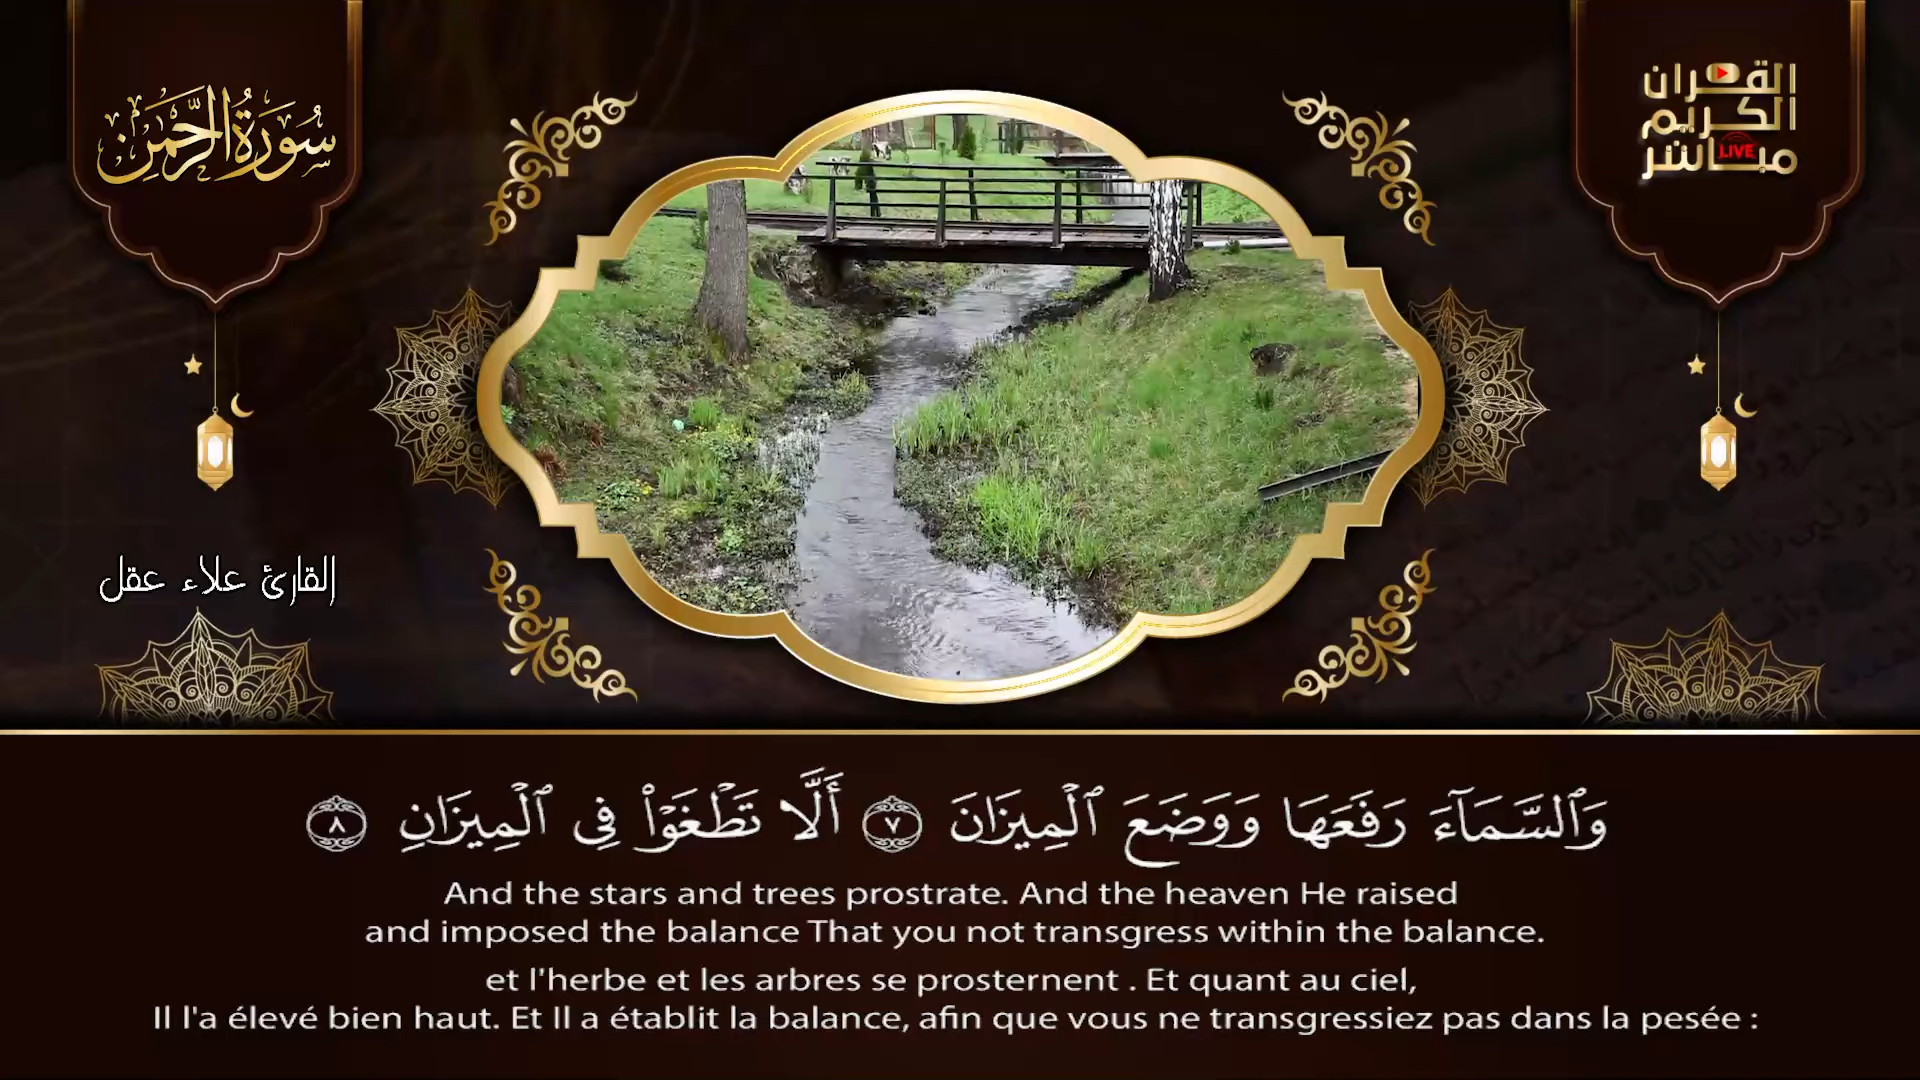 سُورَةُ الرَّحْمَٰن
القرآن
الكريم
مباشر
LIVE
القارئ علاء عقل
وَٱلسَّمَآءَ رَفَعَهَا وَوَضَعَ ٱلْمِيزَانَ ٧ أَلَّا تَطْغَوْا۟ فِى ٱلْمِيزَانِ ٨
And the stars and trees prostrate. And the heaven He raised
and imposed the balance That you not transgress within the balance.
et l'herbe et les arbres se prosternent . Et quant au ciel,
Il l'a élevé bien haut. Et Il a établit la balance, afin que vous ne transgressiez pas dans la pesée :